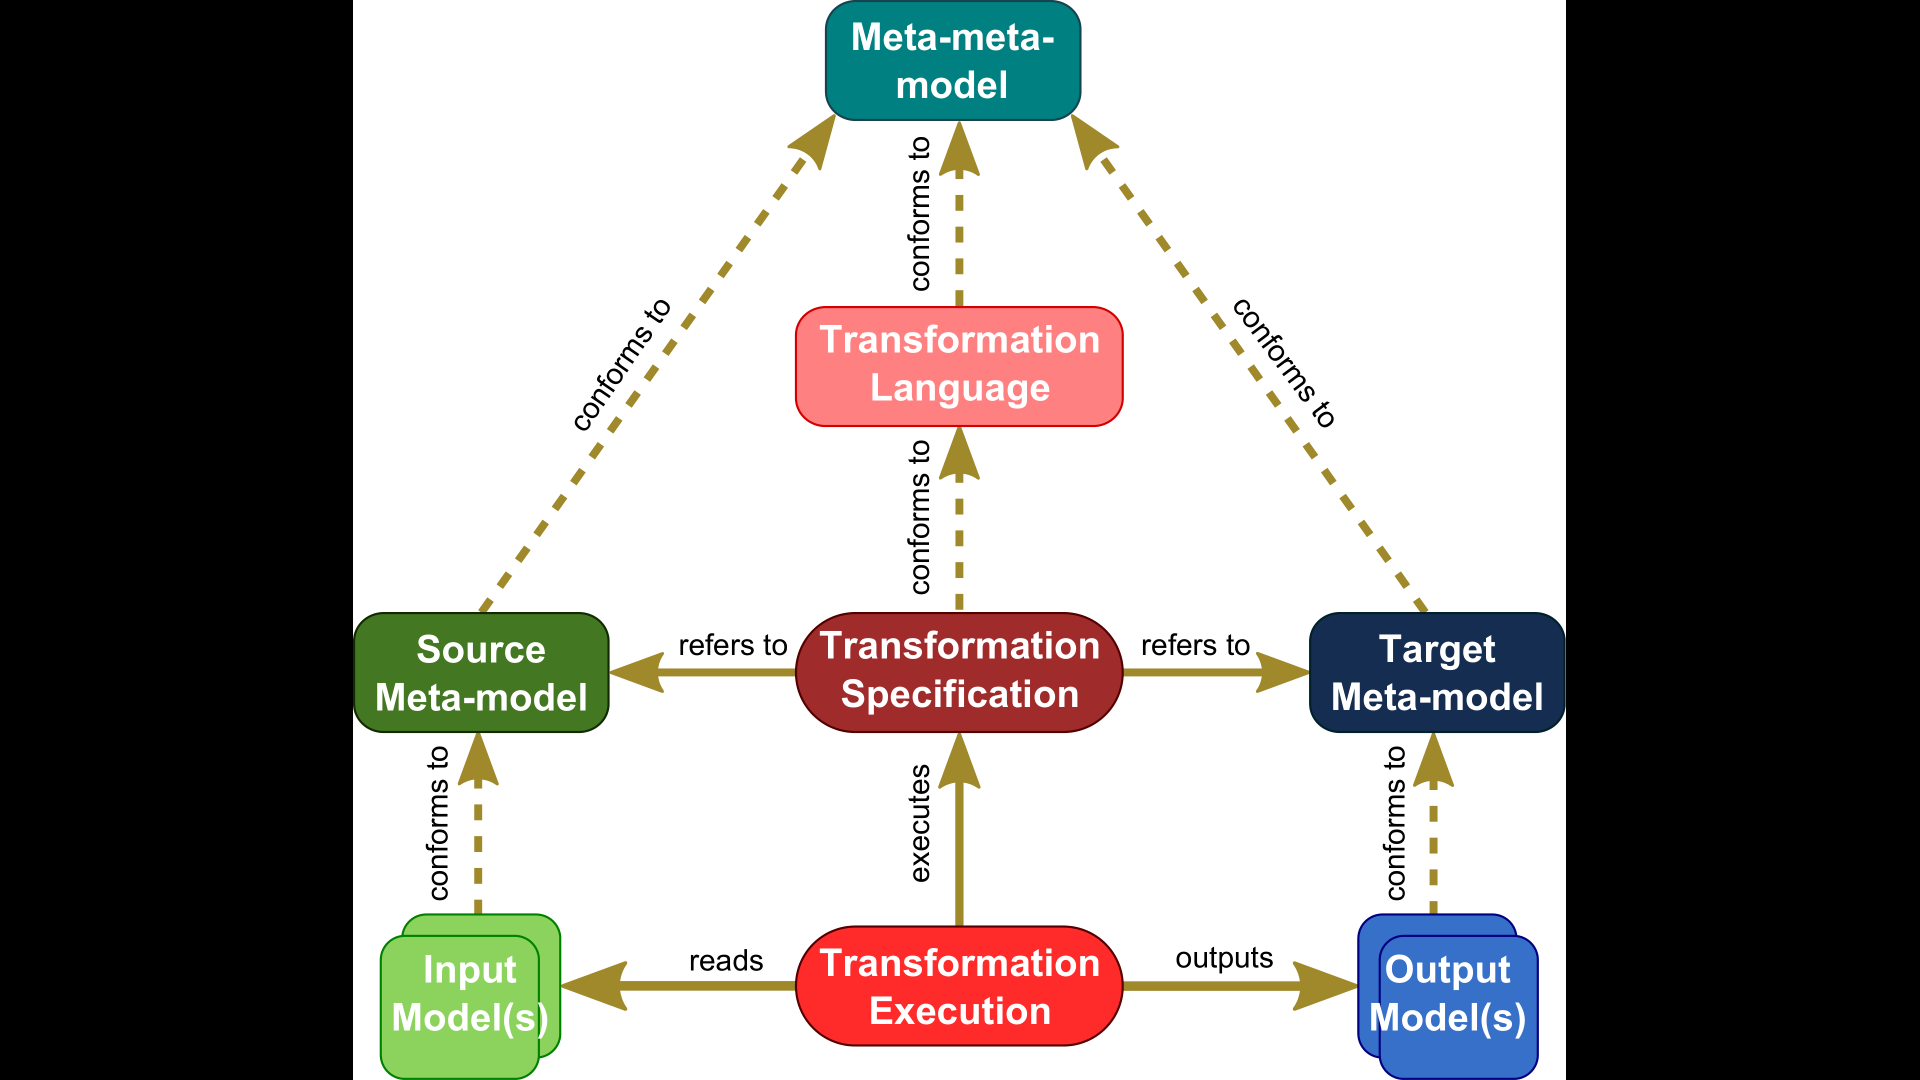 Meta-meta-
model
conforms to
conforms to
conforms to
Transformation
Language
conforms to
Source
Meta-model
refers to
Transformation
Specification
refers to
Target
Meta-model
conforms to
executes
conforms to
Input
Model(s)
reads
Transformation
Execution
outputs
Output
Model(s)